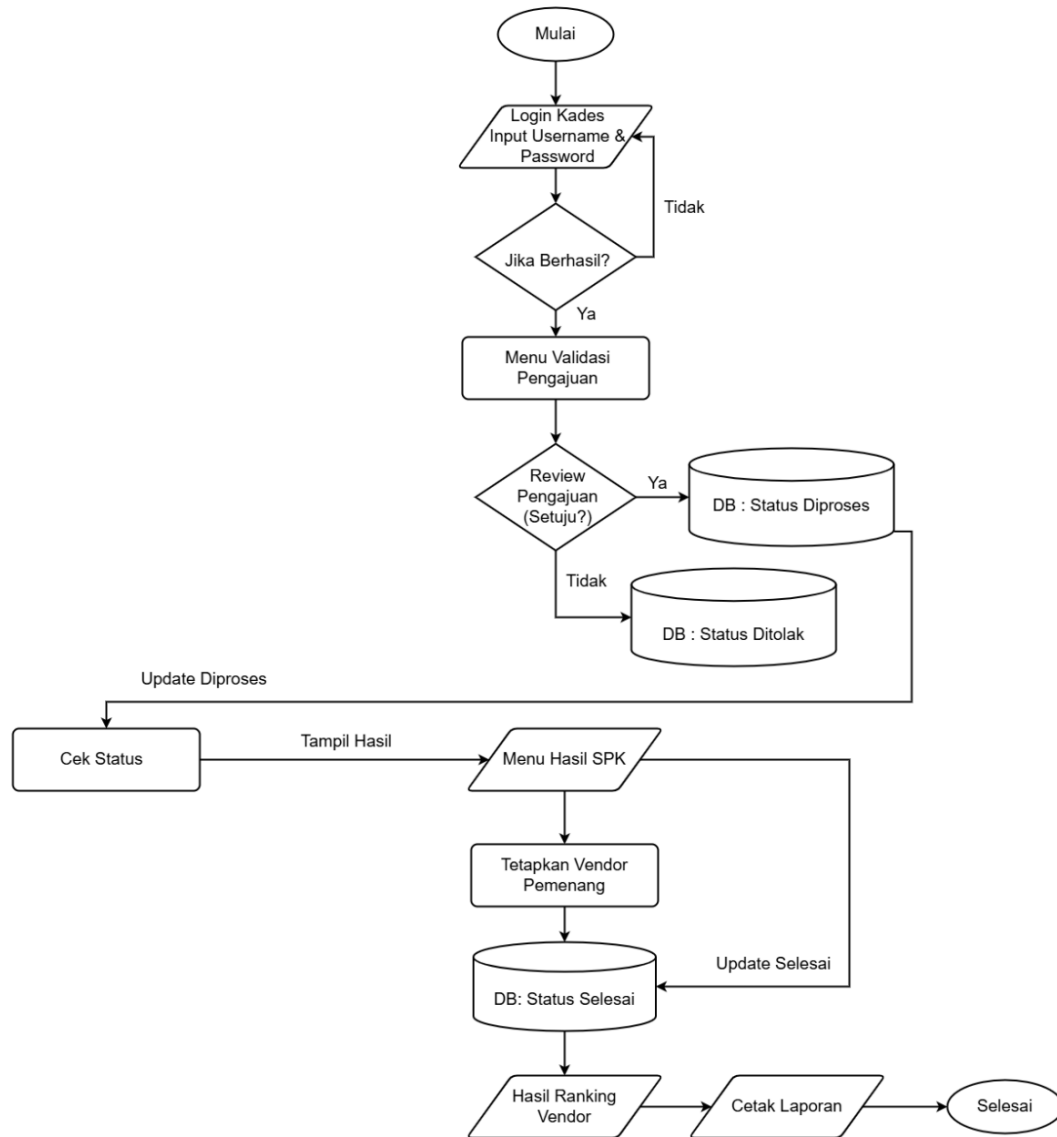 Mulai
Login Kades
Input Username &
Password
Tidak
Jika Berhasil?
Ya
Menu Validasi
Pengajuan
Review
Pengajuan
(Setuju?)
Ya
DB : Status Diproses
Tidak
DB : Status Ditolak
Update Diproses
Cek Status
Tampil Hasil
Menu Hasil SPK
Tetapkan Vendor
Pemenang
Update Selesai
DB: Status Selesai
Hasil Ranking
Vendor
Cetak Laporan
Selesai